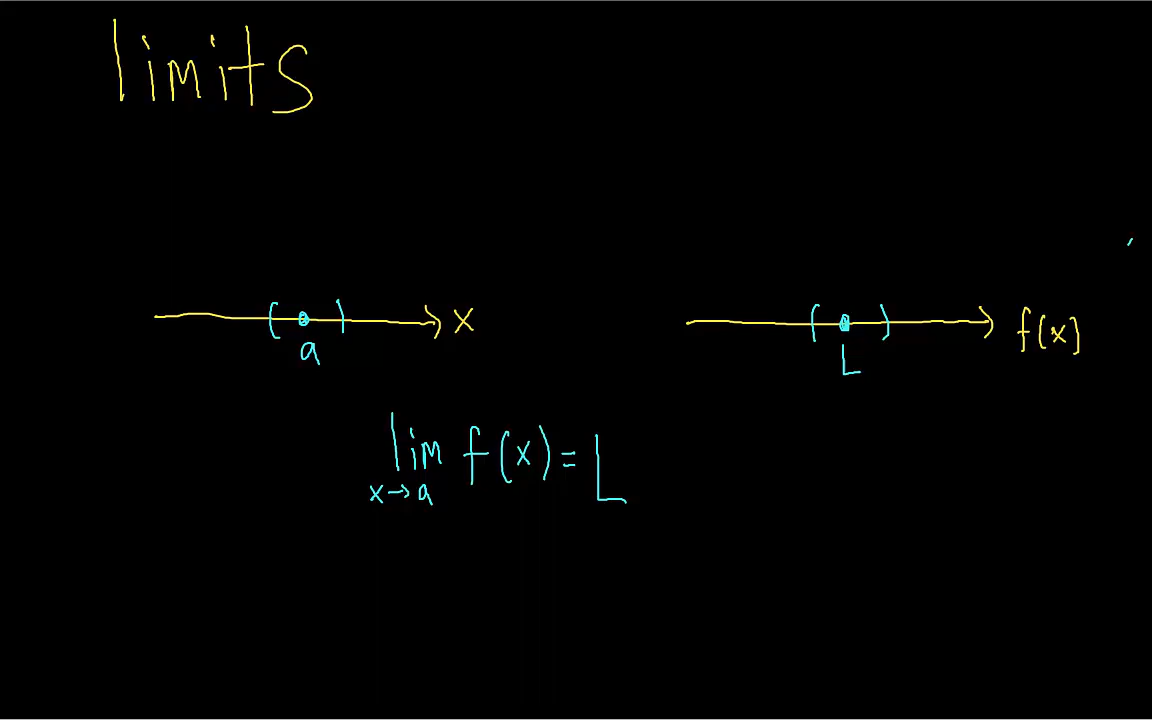 limits
( ) x
a
( ) f(x)
L
lim f(x) = L
x→a